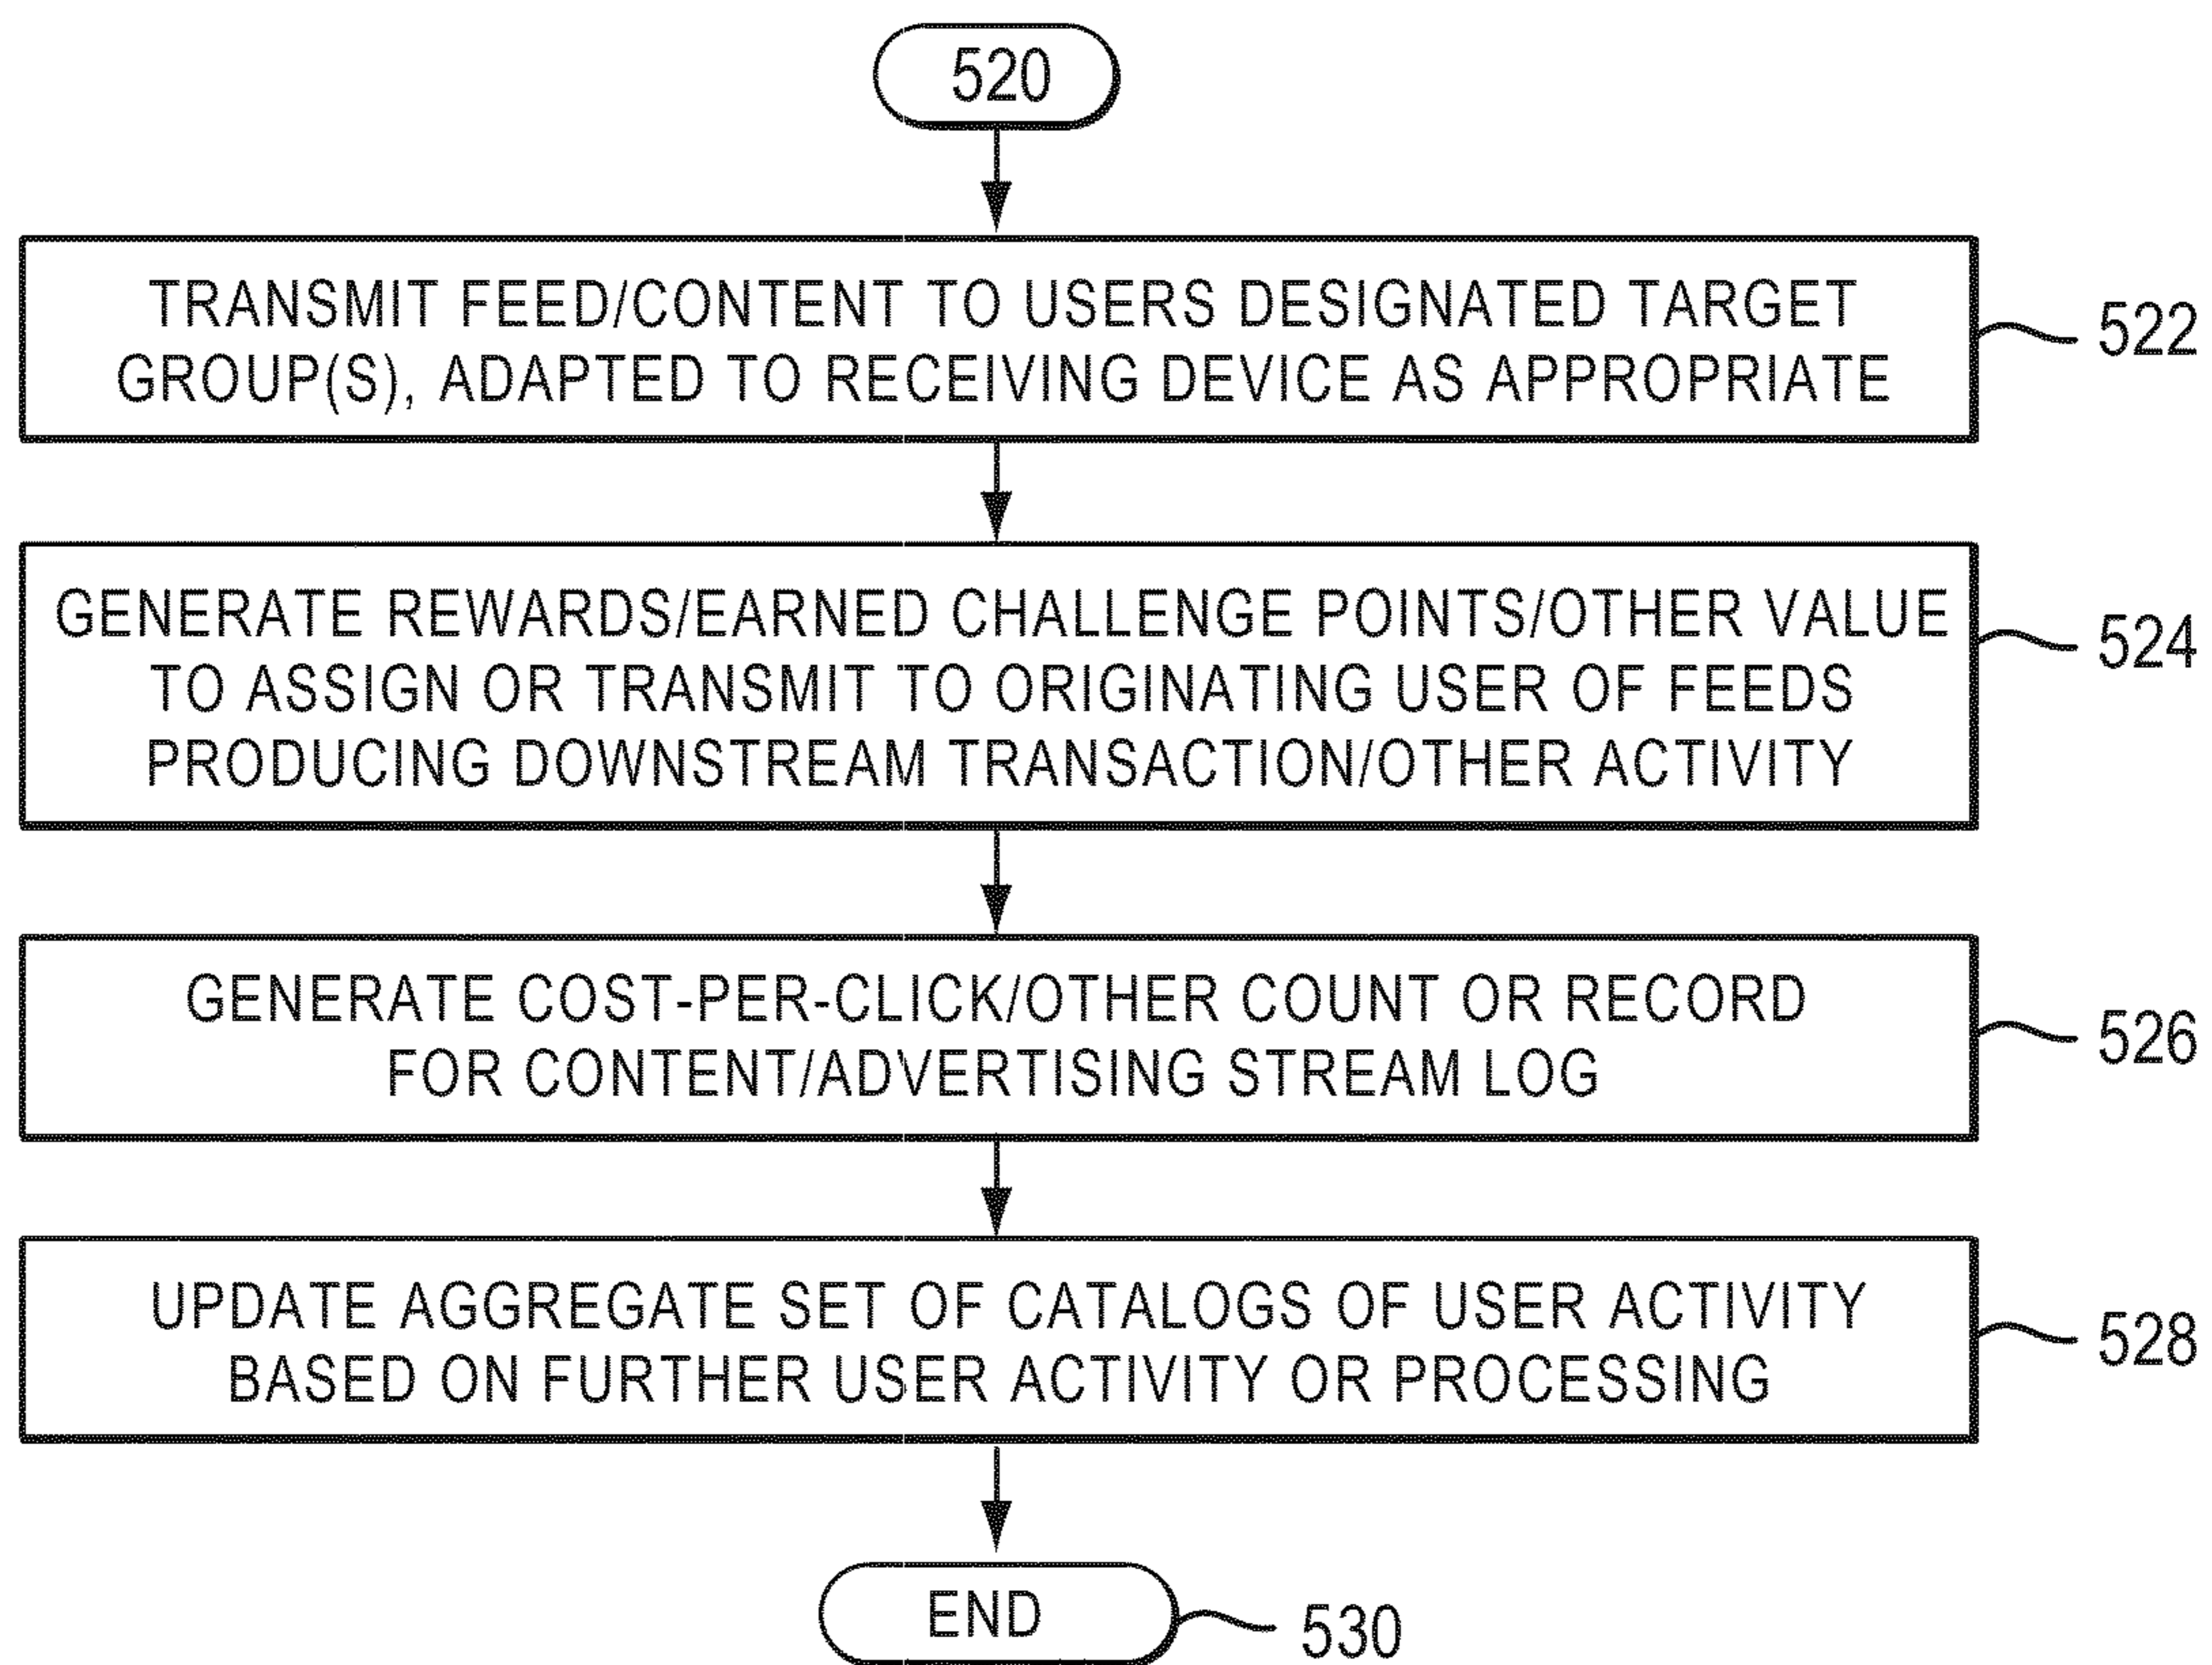 520
TRANSMIT FEED/CONTENT TO USERS DESIGNATED TARGET
GROUP(S), ADAPTED TO RECEIVING DEVICE AS APPROPRIATE
522
GENERATE REWARDS/EARNED CHALLENGE POINTS/OTHER VALUE
TO ASSIGN OR TRANSMIT TO ORIGINATING USER OF FEEDS
PRODUCING DOWNSTREAM TRANSACTION/OTHER ACTIVITY
524
GENERATE COST-PER-CLICK/OTHER COUNT OR RECORD
FOR CONTENT/ADVERTISING STREAM LOG
526
UPDATE AGGREGATE SET OF CATALOGS OF USER ACTIVITY
BASED ON FURTHER USER ACTIVITY OR PROCESSING
528
END
530